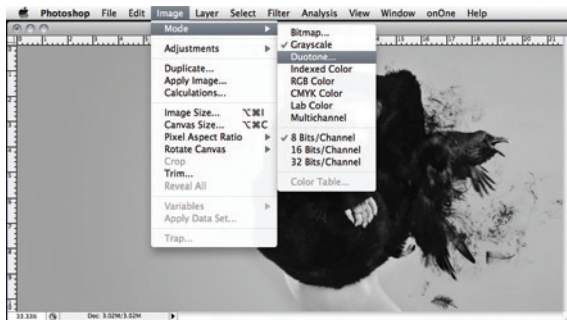 Photoshop File Edit Image Layer Select Filter Analysis View Window onOne Help
Mode
Adjustments
Duplicate...
Apply Image...
Calculations...
Image Size... ⌥⌘I
Canvas Size... ⌥⌘C
Pixel Aspect Ratio
Rotate Canvas
Crop
Trim...
Reveal All
Variables
Apply Data Set...
Trap...
Bitmap...
✓ Grayscale
Duotone...
Indexed Color
RGB Color
CMYK Color
Lab Color
Multichannel
✓ 8 Bits/Channel
16 Bits/Channel
32 Bits/Channel
Color Table...
33.33% Doc: 3.02M/3.02M